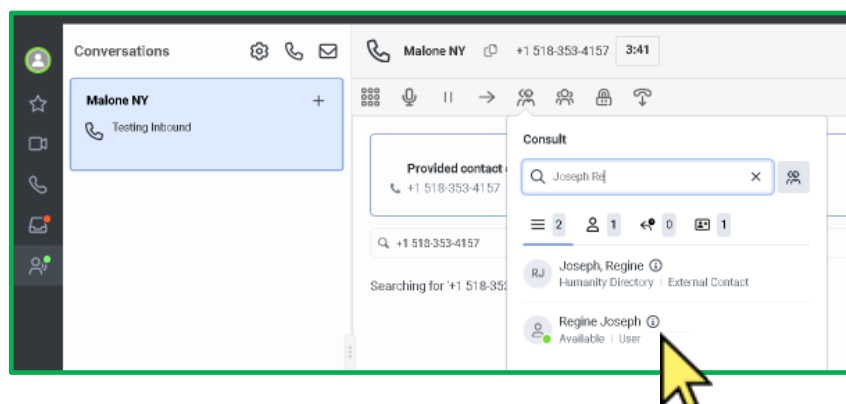 Conversations
Malone NY
Testing Inbound
Malone NY +1 518-353-4157 3:41
Consult
Joseph Re
2 1 0 1
Joseph, Regine
Humanity Directory | External Contact
Regine Joseph
Available | User
Provided contact
+1 518-353-4157
+1 518-353-4157
Searching for '+1 518-35